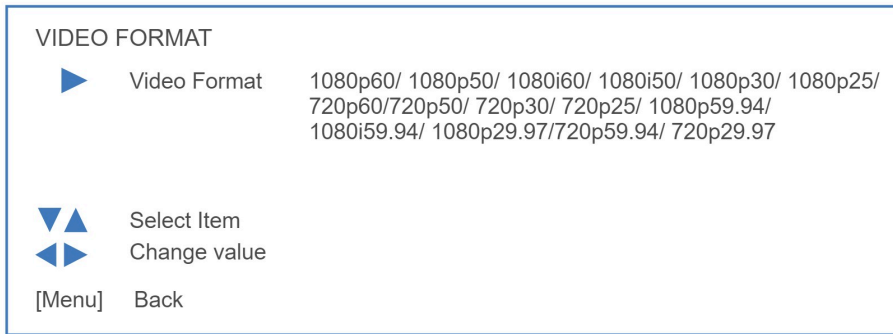 VIDEO FORMAT
Video Format 1080p60/ 1080p50/ 1080i60/ 1080i50/ 1080p30/ 1080p25/
720p60/720p50/ 720p30/ 720p25/ 1080p59.94/
1080i59.94/ 1080p29.97/720p59.94/ 720p29.97
Select Item
Change value
[Menu] Back